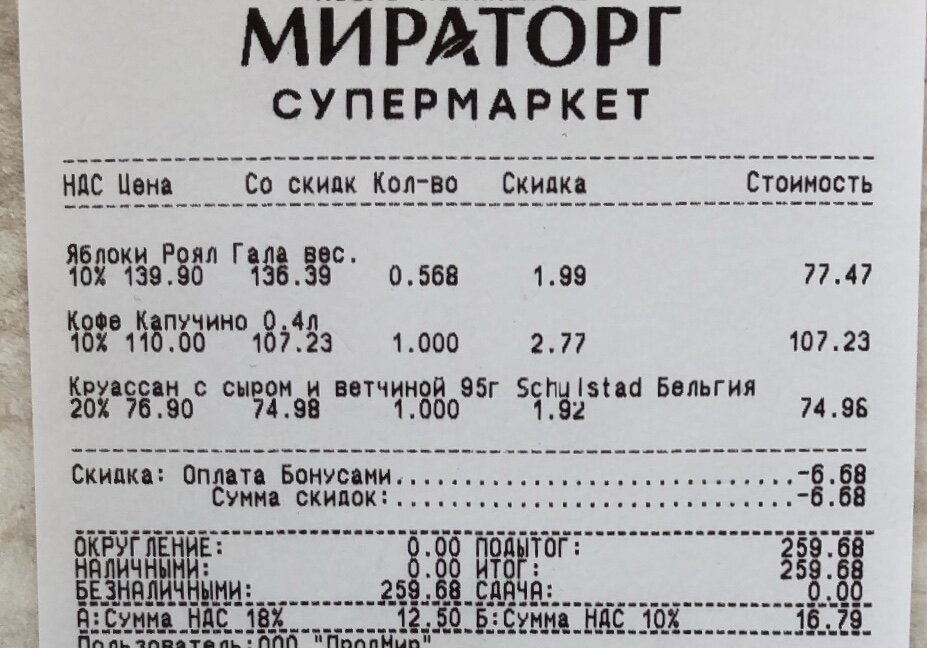 МИРАТОРГ
СУПЕРМАРКЕТ
НДС Цена Со скидк Кол-во Скидка Стоимость
Яблоки Роял Гала вес.
10% 139.90 136.39 0.568 1.99 77.47
Кофе Капучино 0.4л
10% 110.00 107.23 1.000 2.77 107.23
Круассан с сыром и ветчиной 95г Schulstad Бельгия
20% 76.90 74.98 1.000 1.92 74.98
Скидка: Оплата Бонусами..............................-6.68
Сумма скидок:..............................-6.68
ОКРУГЛЕНИЕ: 0.00 ПОДЫТОГ: 259.68
НАЛИЧНЫМИ: 0.00 ИТОГ: 259.68
БЕЗНАЛИЧНЫМИ: 259.68 СДАЧА: 0.00
А:Сумма НДС 18% 12.50 Б:Сумма НДС 10% 16.79
Пользователь:ООО "ПродМир"